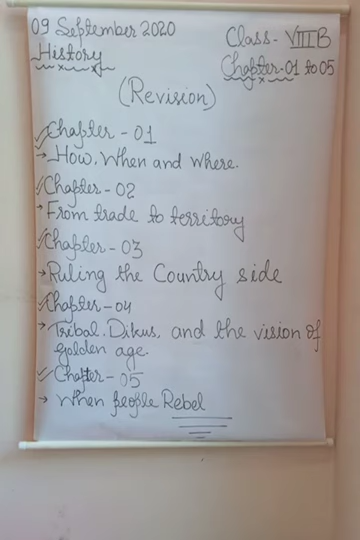 09 September 2020
Class - VIII B
History
Chapter-01 to 05
(Revision)
Chapter - 01
→ How, When and where.
Chapter - 02
→ From trade to territory
Chapter - 03
→ Ruling the Country side
Chapter - 04
→ Tribal, Dikus, and the vision of
golden age.
Chapter - 05
→ When people Rebel